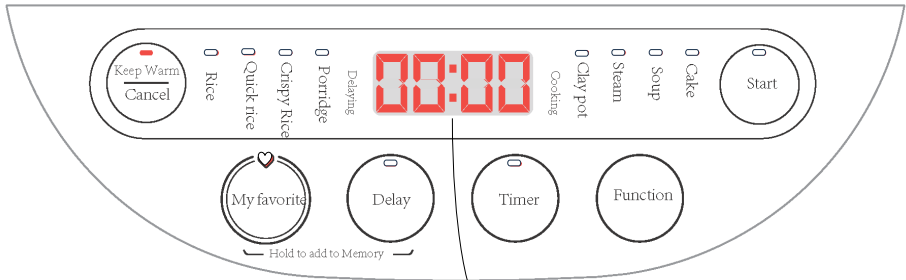 Keep Warm
Cancel
Rice
Quick rice
Crispy Rice
Porridge
Delaying
00:00
Cooking
Clay pot
Steam
Soup
Cake
Start
My favorite
Delay
Timer
Function
Hold to add to Memory